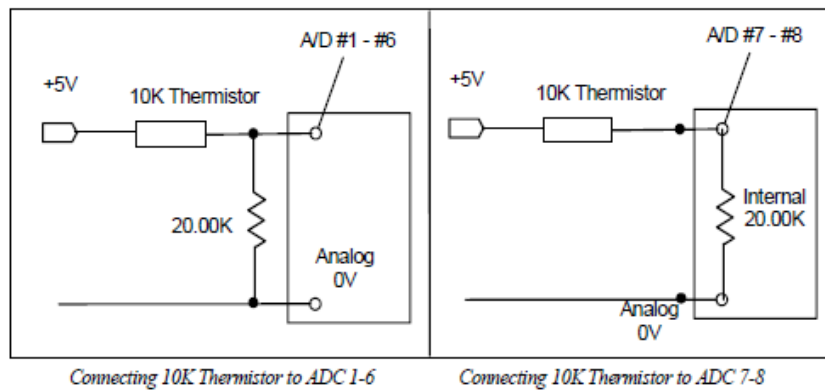 A/D #1 - #6
+5V
10K Thermistor
20.00K
Analog
0V
Connecting 10K Thermistor to ADC 1-6
A/D #7 - #8
+5V
10K Thermistor
Internal
20.00K
Analog
0V
Connecting 10K Thermistor to ADC 7-8